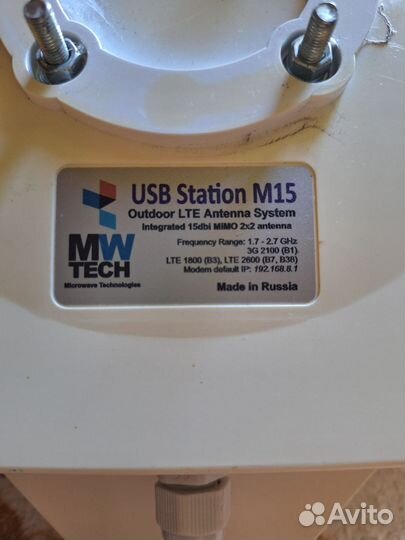 USB Station M15
Outdoor LTE Antenna System
Integrated 15dbi MiMO 2x2 antenna
MW
TECH
Microwave Technologies
Frequency Range: 1.7 - 2.7 GHz
3G 2100 (B1),
LTE 1800 (B3), LTE 2600 (B7, B38)
Modem default IP: 192.168.8.1
Made in Russia
Avito